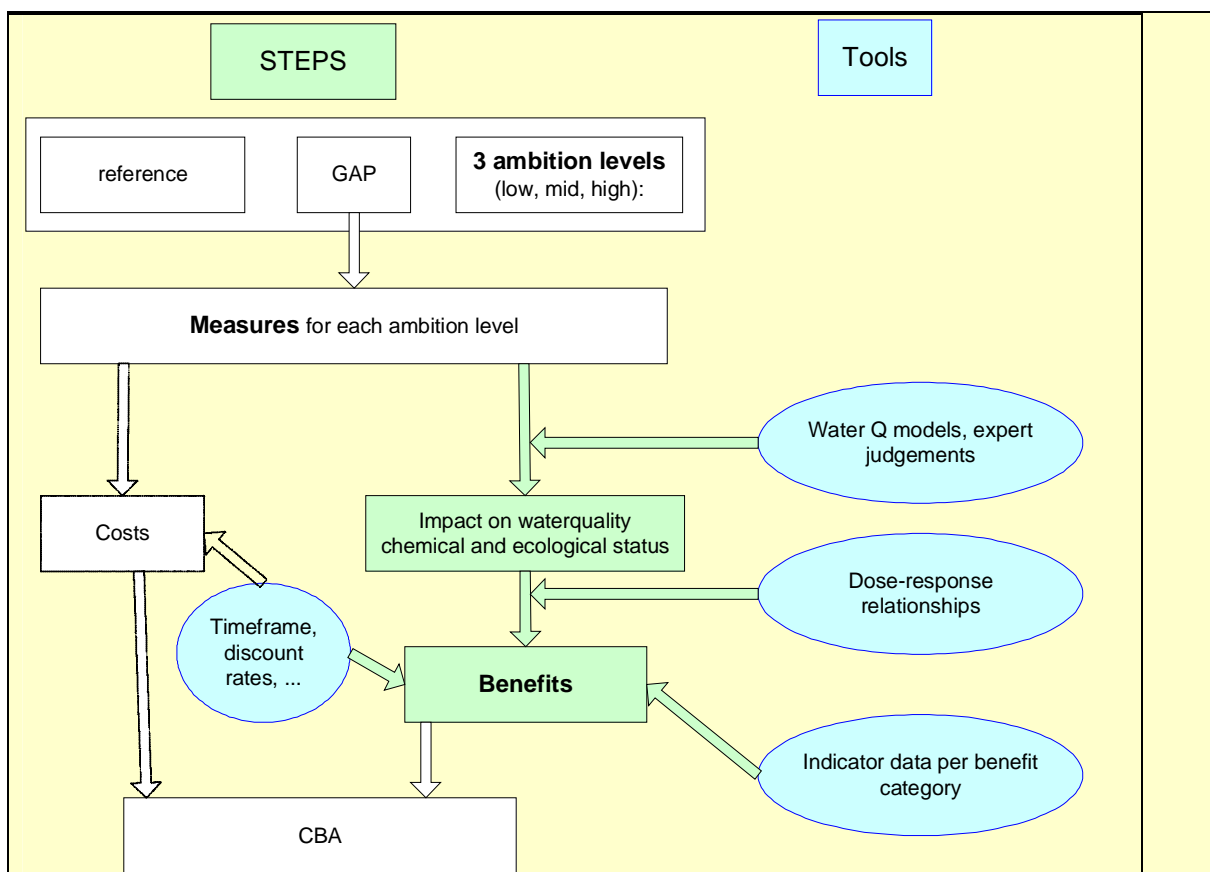 STEPS
Tools
reference
GAP
3 ambition levels
(low, mid, high):
Measures for each ambition level
Water Q models, expert
judgements
Costs
Impact on waterquality
chemical and ecological status
Dose-response
relationships
Timeframe,
discount
rates, ...
Benefits
Indicator data per benefit
category
CBA